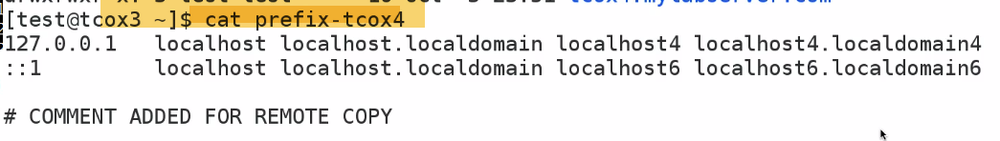 [test@tcox3 ~]$ cat prefix-tcox4
127.0.0.1   localhost localhost.localdomain localhost4 localhost4.localdomain4
::1         localhost localhost.localdomain localhost6 localhost6.localdomain6
# COMMENT ADDED FOR REMOTE COPY